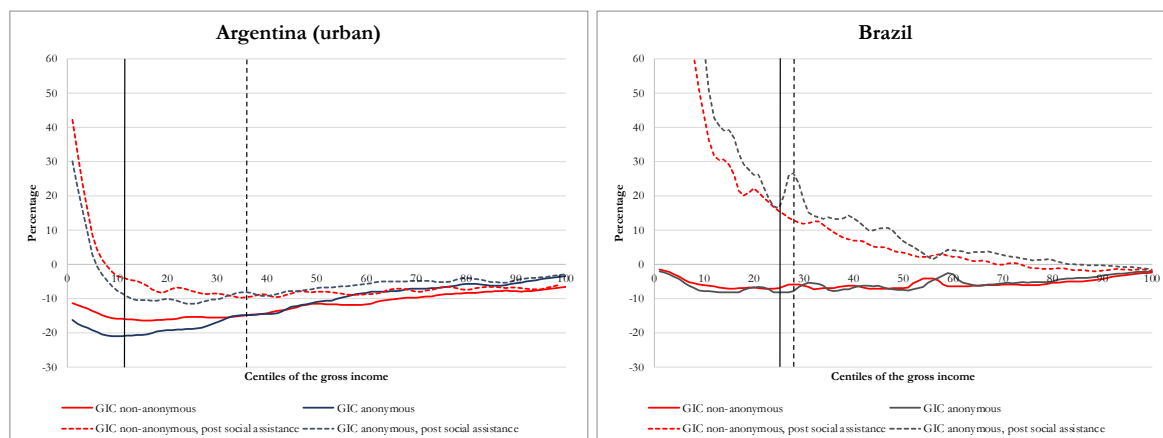 Argentina (urban)
60
50
40
30
20
10
0
-10
-20
-30
Percentage
0 10 20 30 40 50 60 70 80 90 100
Centiles of the gross income
GIC non-anonymous
GIC anonymous
GIC non-anonymous, post social assistance
GIC anonymous, post social assistance
Brazil
60
50
40
30
20
10
0
-10
-20
-30
Percentage
0 10 20 30 40 50 60 70 80 90 100
Centiles of the gross income
GIC non-anonymous
GIC anonymous
GIC non-anonymous, post social assistance
GIC anonymous, post social assistance